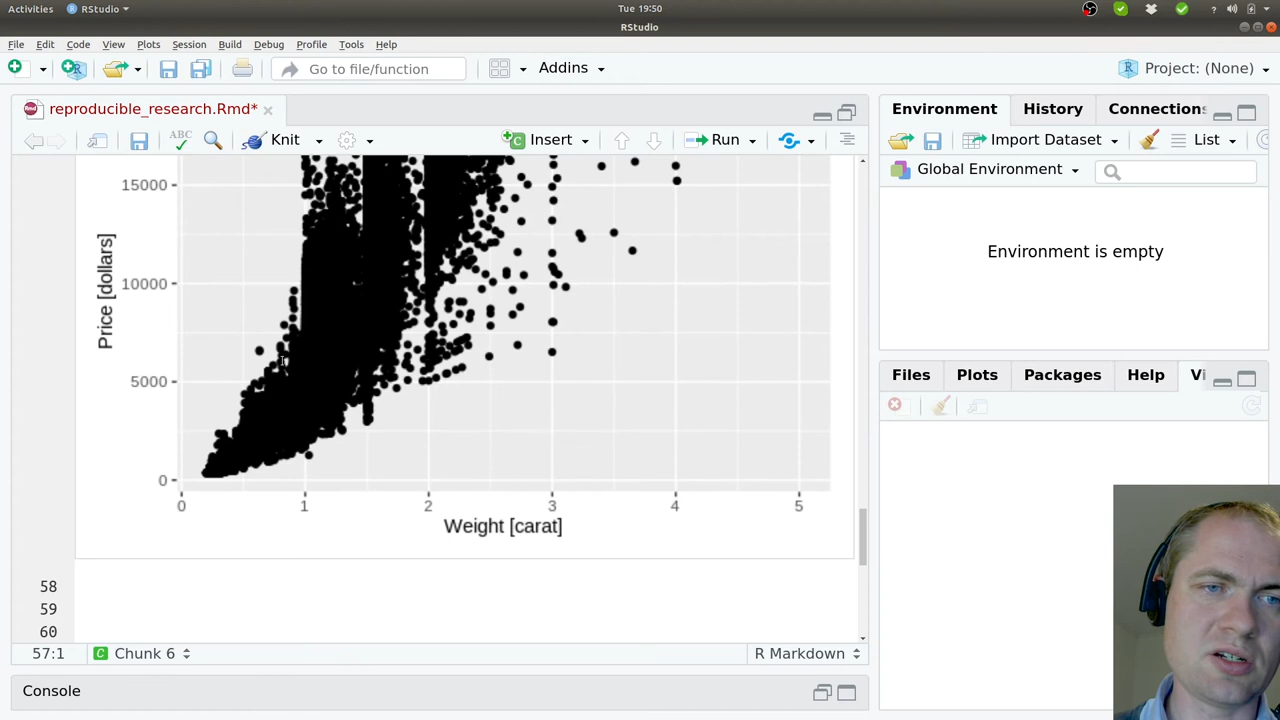 Activities RStudio Tue 19:50
RStudio
File Edit Code View Plots Session Build Debug Profile Tools Help
Go to file/function Addins Project: (None)
reproducible_research.Rmd*
Environment History Connections
ABC Knit Insert Run
Import Dataset List
Global Environment
Environment is empty
15000
10000
5000
0
Price [dollars]
0 1 2 3 4 5
Weight [carat]
Files Plots Packages Help Vi
58
59
60
57:1 C Chunk 6 R Markdown
Console